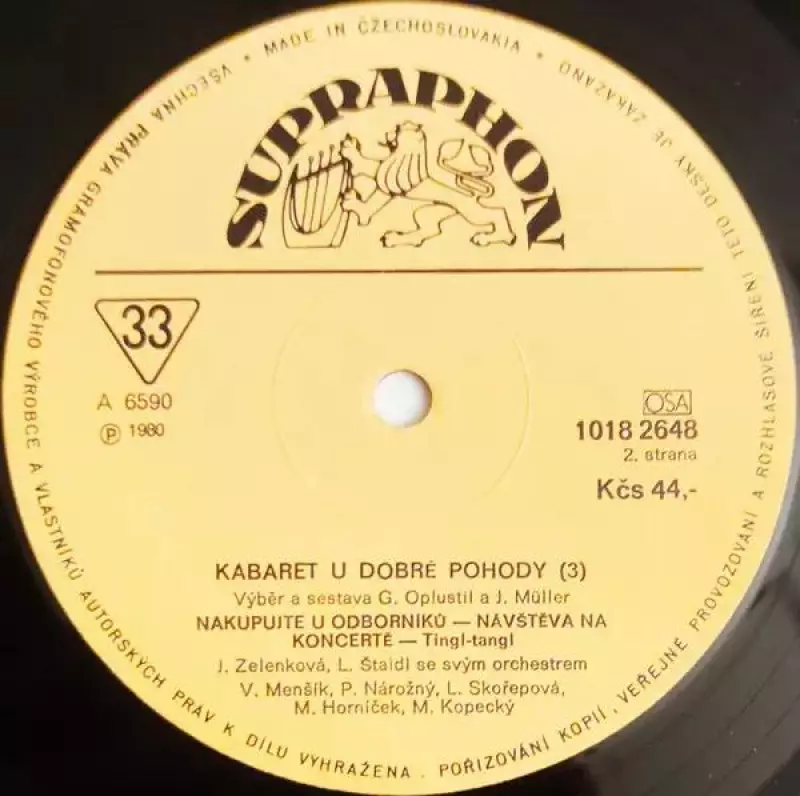 VŠECHNA PRÁVA GRAMOFONOVÉHO VÝROBCE A VLASTNÍKŮ AUTORSKÝCH PRÁV K DÍLU VYHRAŽENA . POŘIZOVÁNÍ KOPIÍ, VEŘEJNÉ PROVOZOVÁNÍ A ROZHLASOVÉ ŠÍŘENÍ TÉTO DESKY JE ZAKÁZÁNO • MADE IN CZECHOSLOVAKIA •
SUPRAPHON
33
A 6590
Ⓟ 1980
OSA
1018 2648
2. strana
Kčs 44,-
KABARET U DOBRÉ POHODY (3)
Výběr a sestava G. Oplustil a J. Müller
NAKUPUJTE U ODBORNÍKŮ — NÁVŠTĚVA NA
KONCERTĚ — Tingl-tangl
J. Zelenková, L. Štaidl se svým orchestrem
V. Menšík, P. Nárožný, L. Skořepová,
M. Horníček, M. Kopecký